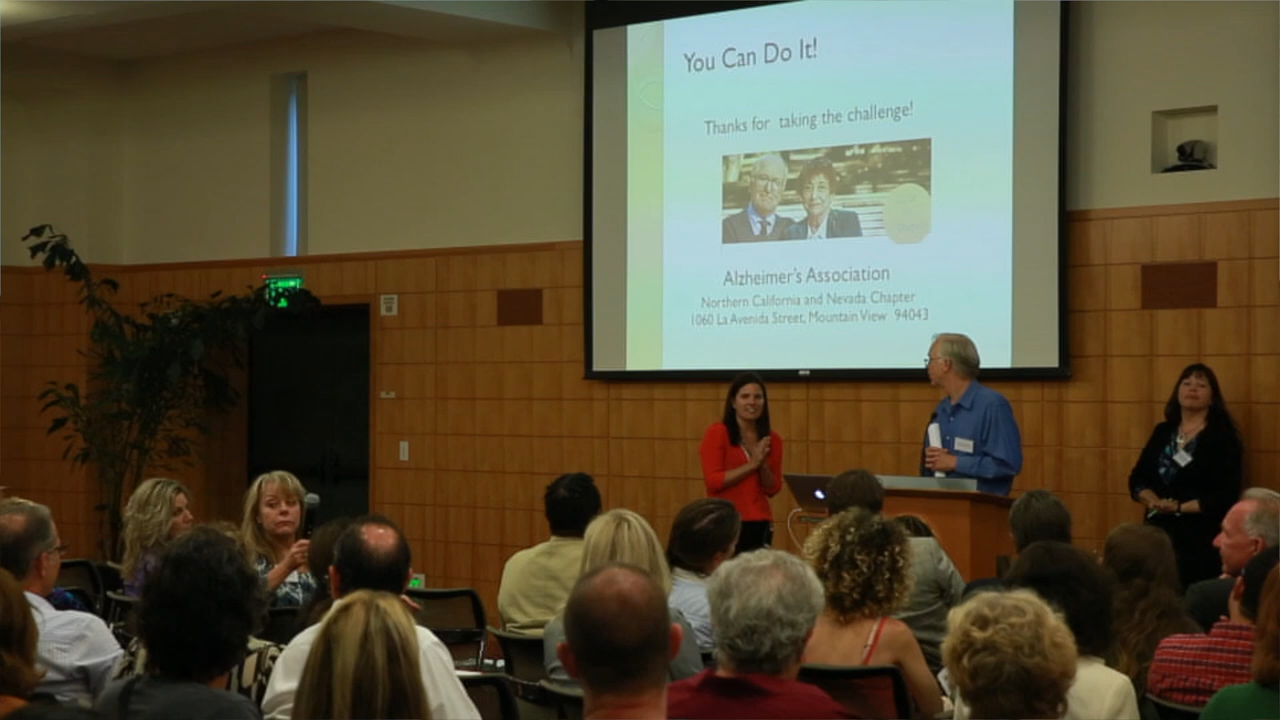 You Can Do It!
Thanks for taking the challenge!
Alzheimer's Association
Northern California and Nevada Chapter
1060 La Avenida Street, Mountain View 94043